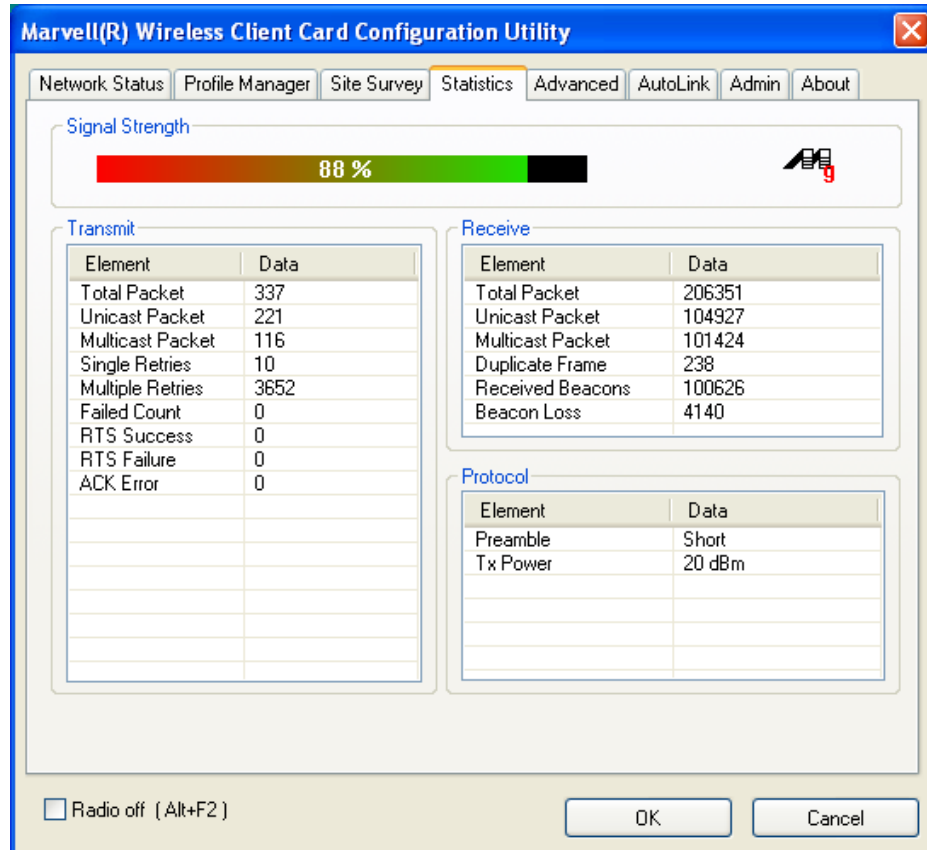 Marvell(R) Wireless Client Card Configuration Utility
Network Status Profile Manager Site Survey Statistics Advanced AutoLink Admin About
Signal Strength
88 %
g
Transmit
Element Data
Total Packet 337
Unicast Packet 221
Multicast Packet 116
Single Retries 10
Multiple Retries 3652
Failed Count 0
RTS Success 0
RTS Failure 0
ACK Error 0
Receive
Element Data
Total Packet 206351
Unicast Packet 104927
Multicast Packet 101424
Duplicate Frame 238
Received Beacons 100626
Beacon Loss 4140
Protocol
Element Data
Preamble Short
Tx Power 20 dBm
Radio off ( Alt+F2 )
OK Cancel